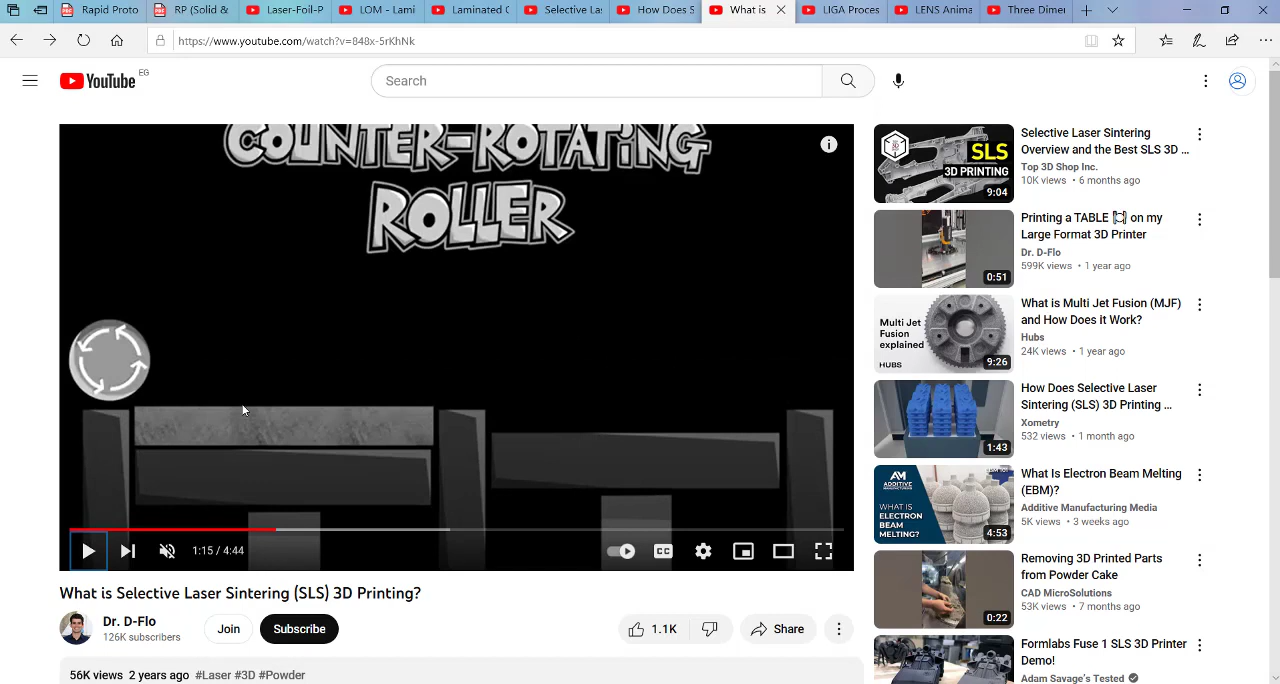 Rapid Proto
RP (Solid &
Laser-Foil-P
LOM - Lami
Laminated
Selective La
How Does S
What is
LIGA Proces
LENS Anima
Three Dime
https://www.youtube.com/watch?v=848x-5rKhNk
YouTube EG
Search
COUNTER-ROTATING
ROLLER
1:15 / 4:44
CC
What is Selective Laser Sintering (SLS) 3D Printing?
Dr. D-Flo
126K subscribers
Join
Subscribe
1.1K
Share
56K views 2 years ago #Laser #3D #Powder
SLS
3D PRINTING
9:04
Selective Laser Sintering
Overview and the Best SLS 3D ...
Top 3D Shop Inc.
10K views • 6 months ago
0:51
Printing a TABLE on my
Large Format 3D Printer
Dr. D-Flo
599K views • 1 year ago
Multi Jet
Fusion
explained
HUBS
9:26
What is Multi Jet Fusion (MJF)
and How Does it Work?
Hubs
24K views • 1 year ago
1:43
How Does Selective Laser
Sintering (SLS) 3D Printing ...
Xometry
532 views • 1 month ago
AM
ADDITIVE
MANUFACTURING
WHAT IS
ELECTRON
BEAM
MELTING?
4:53
What Is Electron Beam Melting
(EBM)?
Additive Manufacturing Media
5K views • 3 weeks ago
0:22
Removing 3D Printed Parts
from Powder Cake
CAD MicroSolutions
53K views • 7 months ago
Formlabs Fuse 1 SLS 3D Printer
Demo!
Adam Savage's Tested